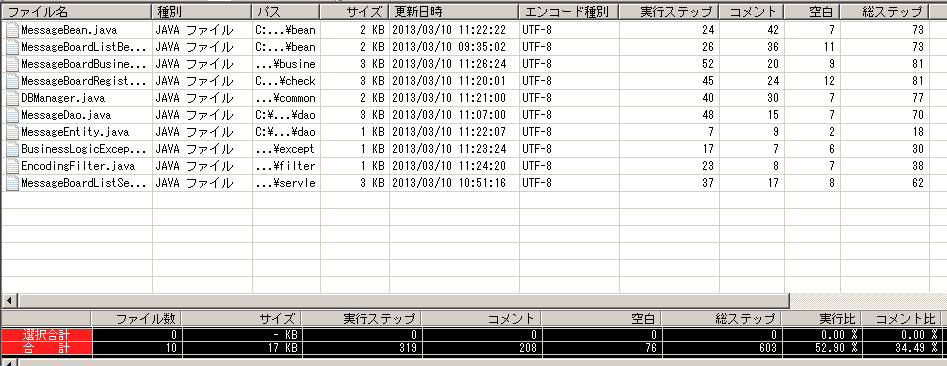 ファイル名 種別 パス サイズ 更新日時 エンコード種別 実行ステップ コメント 空白 総ステップ
MessageBean.java JAVA ファイル C:...¥bean 2 KB 2013/03/10 11:22:22 UTF-8 24 42 7 73
MessageBoardListBe... JAVA ファイル C:...¥bean 2 KB 2013/03/10 09:35:02 UTF-8 26 36 11 73
MessageBoardBusine... JAVA ファイル ...¥busine 3 KB 2013/03/10 11:26:24 UTF-8 52 20 9 81
MessageBoardRegist... JAVA ファイル C...¥check 3 KB 2013/03/10 11:20:01 UTF-8 45 24 12 81
DBManager.java JAVA ファイル ...¥common 2 KB 2013/03/10 11:21:00 UTF-8 40 30 7 77
MessageDao.java JAVA ファイル C:¥...¥dao 3 KB 2013/03/10 11:07:00 UTF-8 48 15 7 70
MessageEntity.java JAVA ファイル C:¥...¥dao 1 KB 2013/03/10 11:22:07 UTF-8 7 9 2 18
BusinessLogicExcep... JAVA ファイル ...¥except 1 KB 2013/03/10 11:23:24 UTF-8 17 7 6 30
EncodingFilter.java JAVA ファイル ...¥filter 1 KB 2013/03/10 11:24:20 UTF-8 23 8 7 38
MessageBoardListSe... JAVA ファイル ...¥servle 3 KB 2013/03/10 10:51:16 UTF-8 37 17 8 62
ファイル数 サイズ 実行ステップ コメント 空白 総ステップ 実行比 コメント比
選択合計 0 - KB 0 0 0 0 0.00 % 0.00 %
合 計 10 17 KB 319 208 76 603 52.90 % 34.49 %